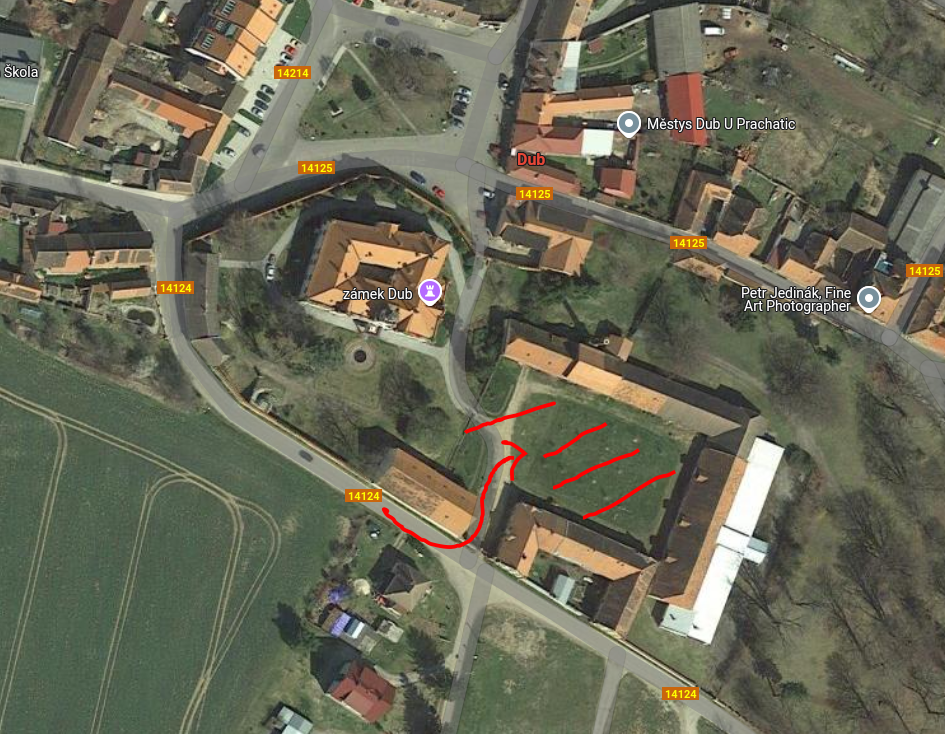 Škola
14214
Městys Dub U Prachatic
Dub
14125
14125
14125
14125
14124
zámek Dub
Petr Jedinák, Fine
Art Photographer
14124
14124